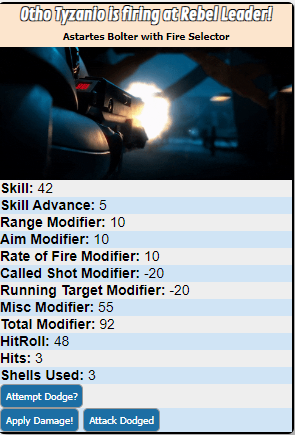 Otho Tyzanio is firing at Rebel Leader!
Astartes Bolter with Fire Selector
Skill: 42
Skill Advance: 5
Range Modifier: 10
Aim Modifier: 10
Rate of Fire Modifier: 10
Called Shot Modifier: -20
Running Target Modifier: -20
Misc Modifier: 55
Total Modifier: 92
HitRoll: 48
Hits: 3
Shells Used: 3
Attempt Dodge?
Apply Damage! Attack Dodged